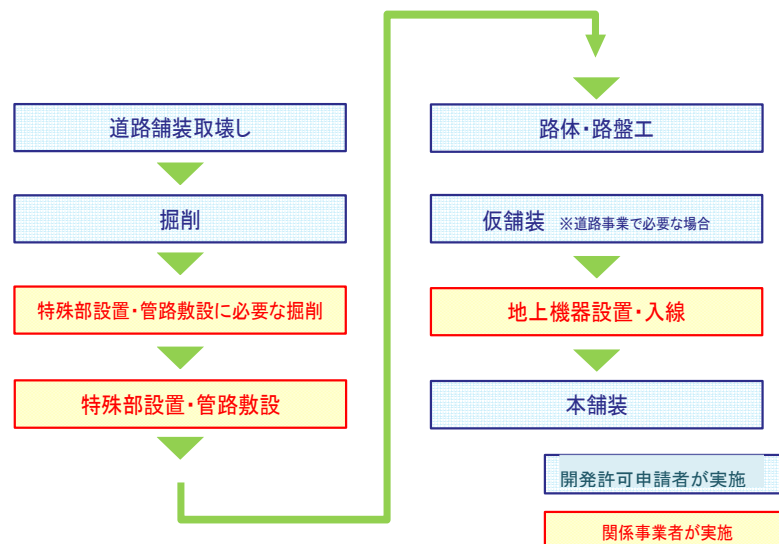 道路舗装取壊し
掘削
特殊部設置・管路敷設に必要な掘削
特殊部設置・管路敷設
路体・路盤工
仮舗装 ※道路事業で必要な場合
地上機器設置・入線
本舗装
開発許可申請者が実施
関係事業者が実施